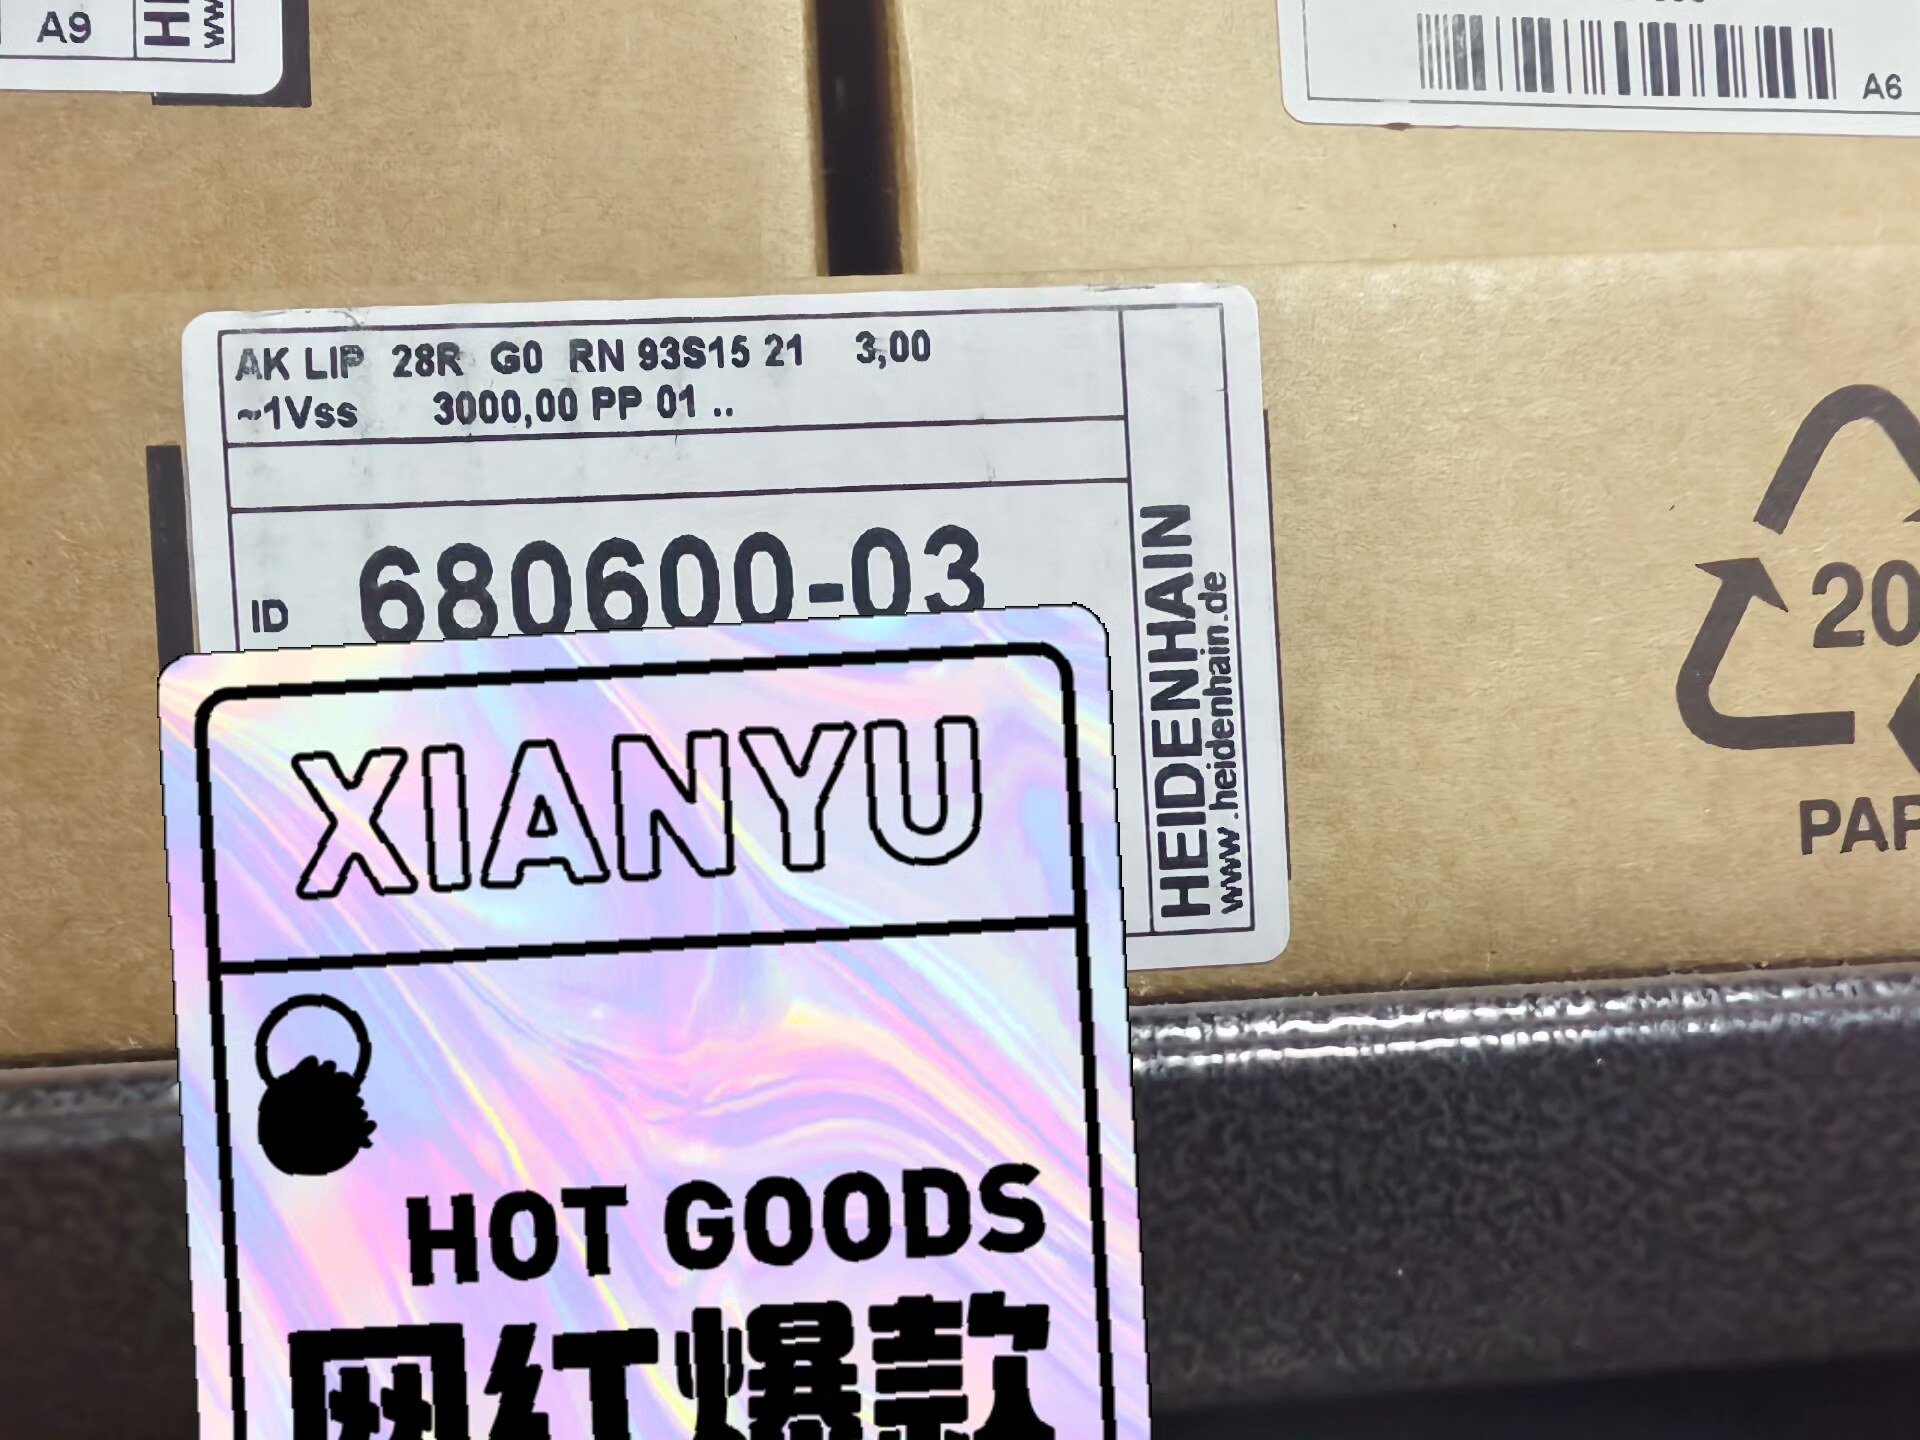 A9
A6
AK LIP 28R G0 RN 93S15 21 3,00
~1Vss 3000,00 PP 01 ..
ID 680600-03
HEIDENHAIN
www.heidenhain.de
20
PAP
XIANYU
HOT GOODS
网红爆款